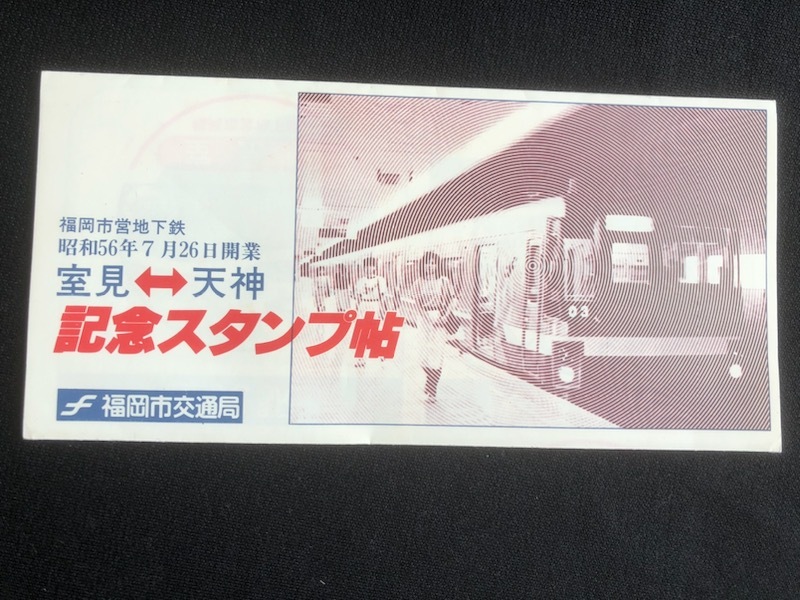 福岡市営地下鉄
昭和56年7月26日開業
室見↔天神
記念スタンプ帖
福岡市交通局
03